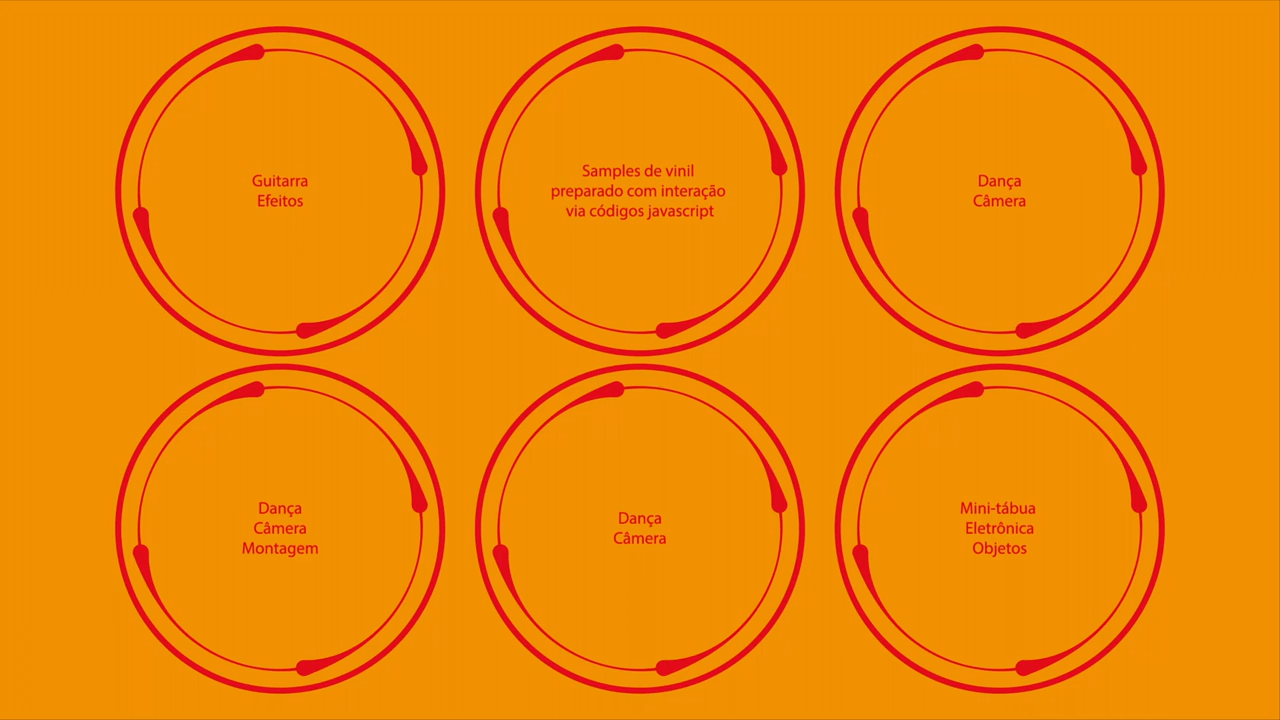 Guitarra
Efeitos
Samples de vinil
preparado com interação
via códigos javascript
Dança
Câmera
Dança
Câmera
Montagem
Dança
Câmera
Mini-tábua
Eletrônica
Objetos